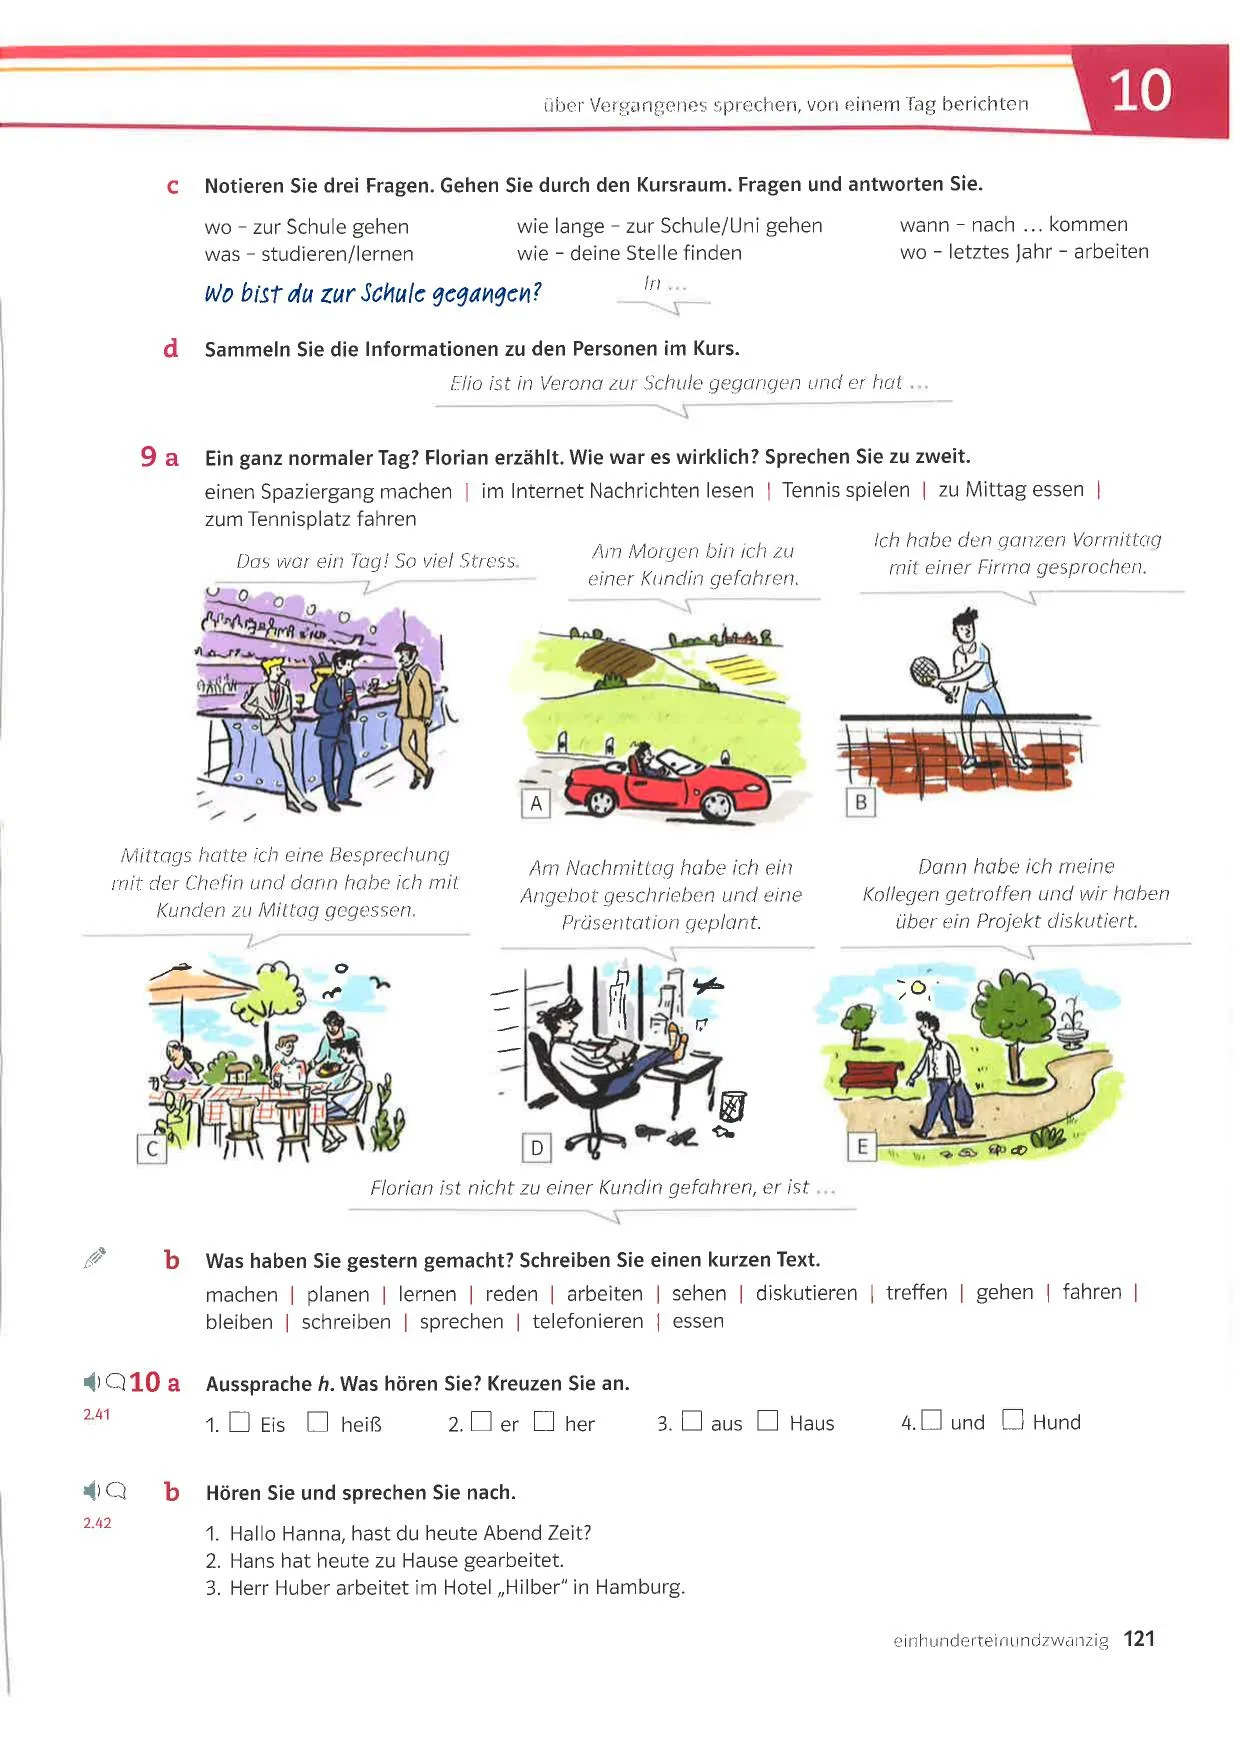 über Vergangenes sprechen, von einem Tag berichten
10
c Notieren Sie drei Fragen. Gehen Sie durch den Kursraum. Fragen und antworten Sie.
wo – zur Schule gehen wie lange – zur Schule/Uni gehen wann – nach ... kommen
was – studieren/lernen wie – deine Stelle finden wo – letztes Jahr – arbeiten
Wo bist du zur Schule gegangen? In ...
d Sammeln Sie die Informationen zu den Personen im Kurs.
Elio ist in Verona zur Schule gegangen und er hat ...
9 a Ein ganz normaler Tag? Florian erzählt. Wie war es wirklich? Sprechen Sie zu zweit.
einen Spaziergang machen | im Internet Nachrichten lesen | Tennis spielen | zu Mittag essen |
zum Tennisplatz fahren
Das war ein Tag! So viel Stress.
Am Morgen bin ich zu
einer Kundin gefahren.
Ich habe den ganzen Vormittag
mit einer Firma gesprochen.
A
B
Mittags hatte ich eine Besprechung
mit der Chefin und dann habe ich mit
Kunden zu Mittag gegessen.
Am Nachmittag habe ich ein
Angebot geschrieben und eine
Präsentation geplant.
Dann habe ich meine
Kollegen getroffen und wir haben
über ein Projekt diskutiert.
C
D
E
Florian ist nicht zu einer Kundin gefahren, er ist ...
b Was haben Sie gestern gemacht? Schreiben Sie einen kurzen Text.
machen | planen | lernen | reden | arbeiten | sehen | diskutieren | treffen | gehen | fahren |
bleiben | schreiben | sprechen | telefonieren | essen
10 a Aussprache h. Was hören Sie? Kreuzen Sie an.
2.41
1. Eis heiß 2. er her 3. aus Haus 4. und Hund
b Hören Sie und sprechen Sie nach.
2.42
1. Hallo Hanna, hast du heute Abend Zeit?
2. Hans hat heute zu Hause gearbeitet.
3. Herr Huber arbeitet im Hotel „Hilber" in Hamburg.
einhunderteinundzwanzig 121